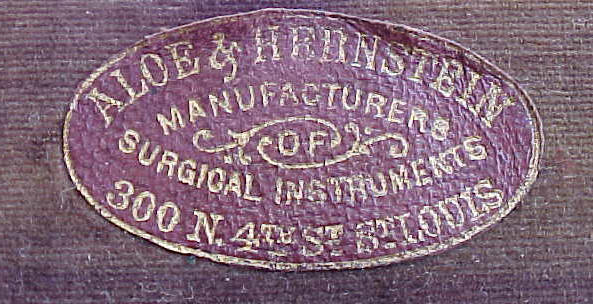 ALOE & HERNSTEIN
MANUFACTURERS
OF
SURGICAL INSTRUMENTS
300 N. 4TH ST. ST. LOUIS